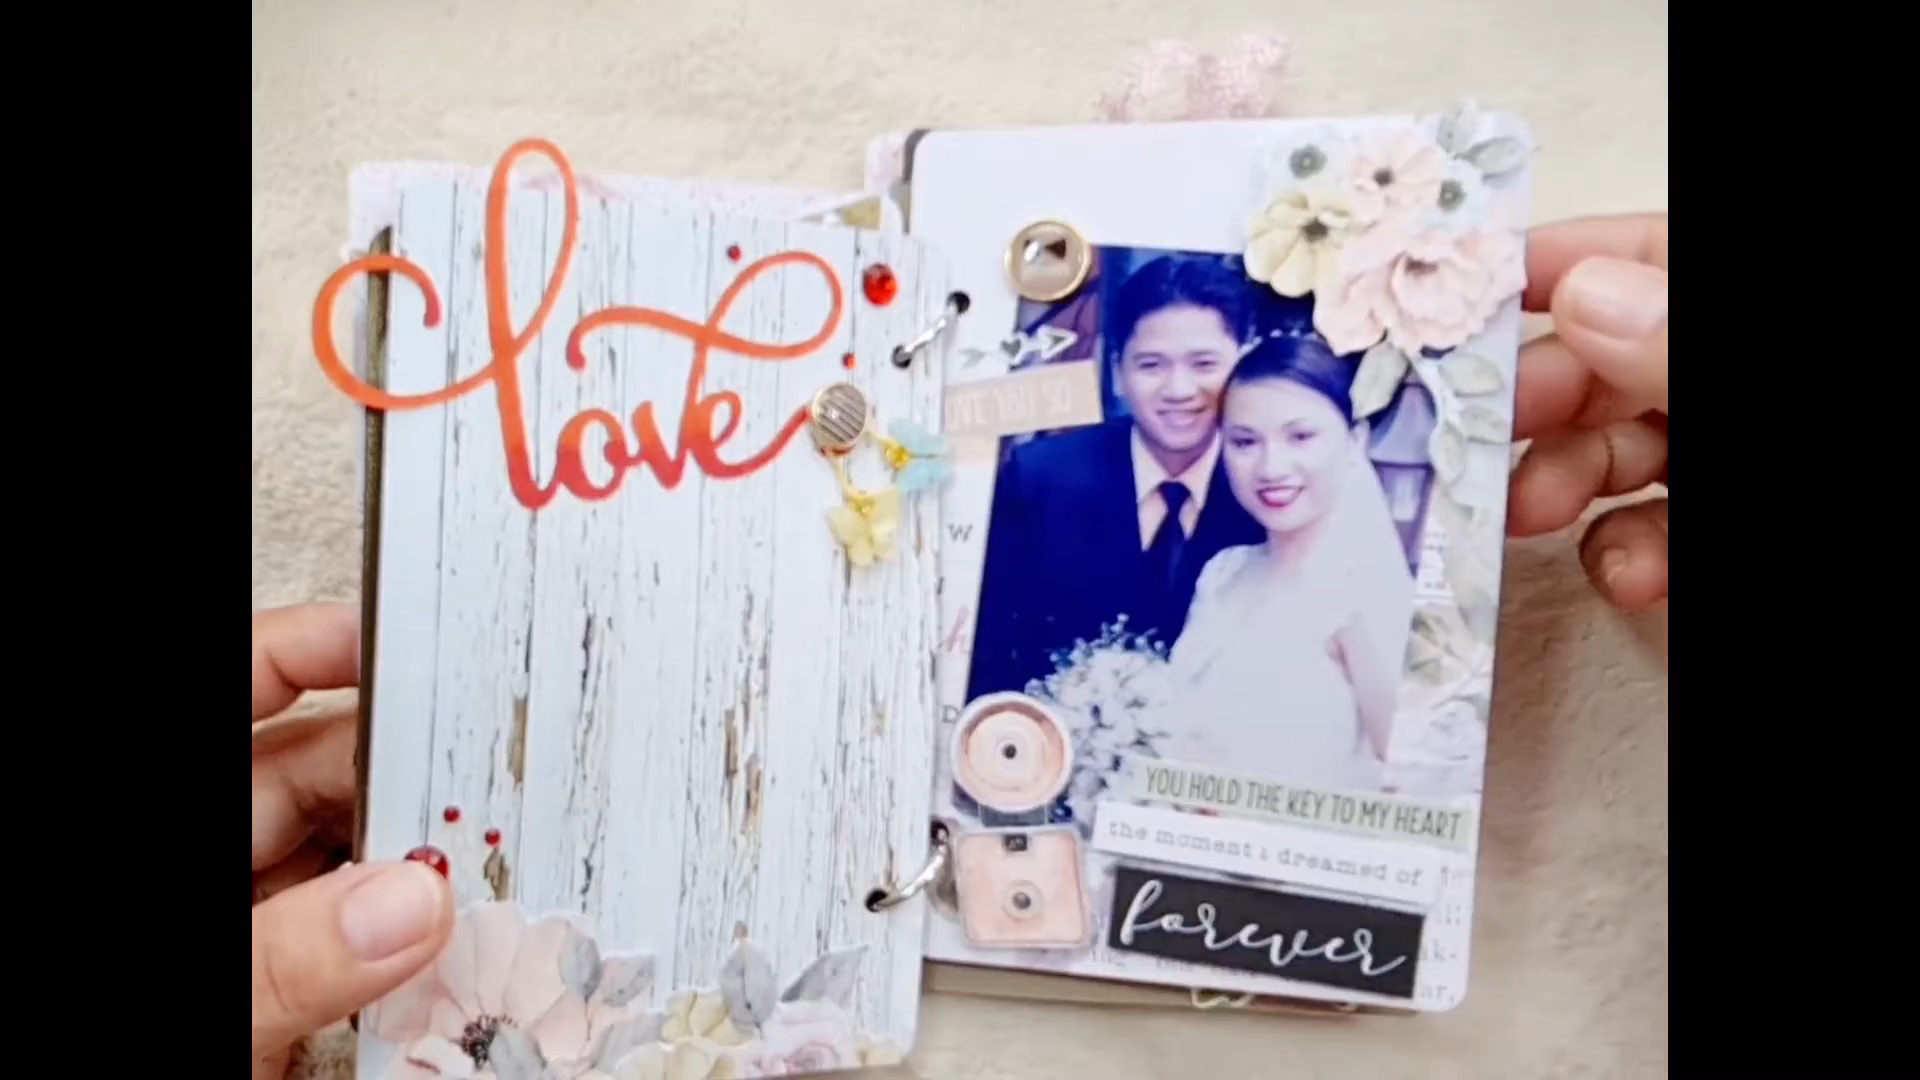 love
OVE YOU SO
W
D
YOU HOLD THE KEY TO MY HEART
the moment i dreamed of
forever